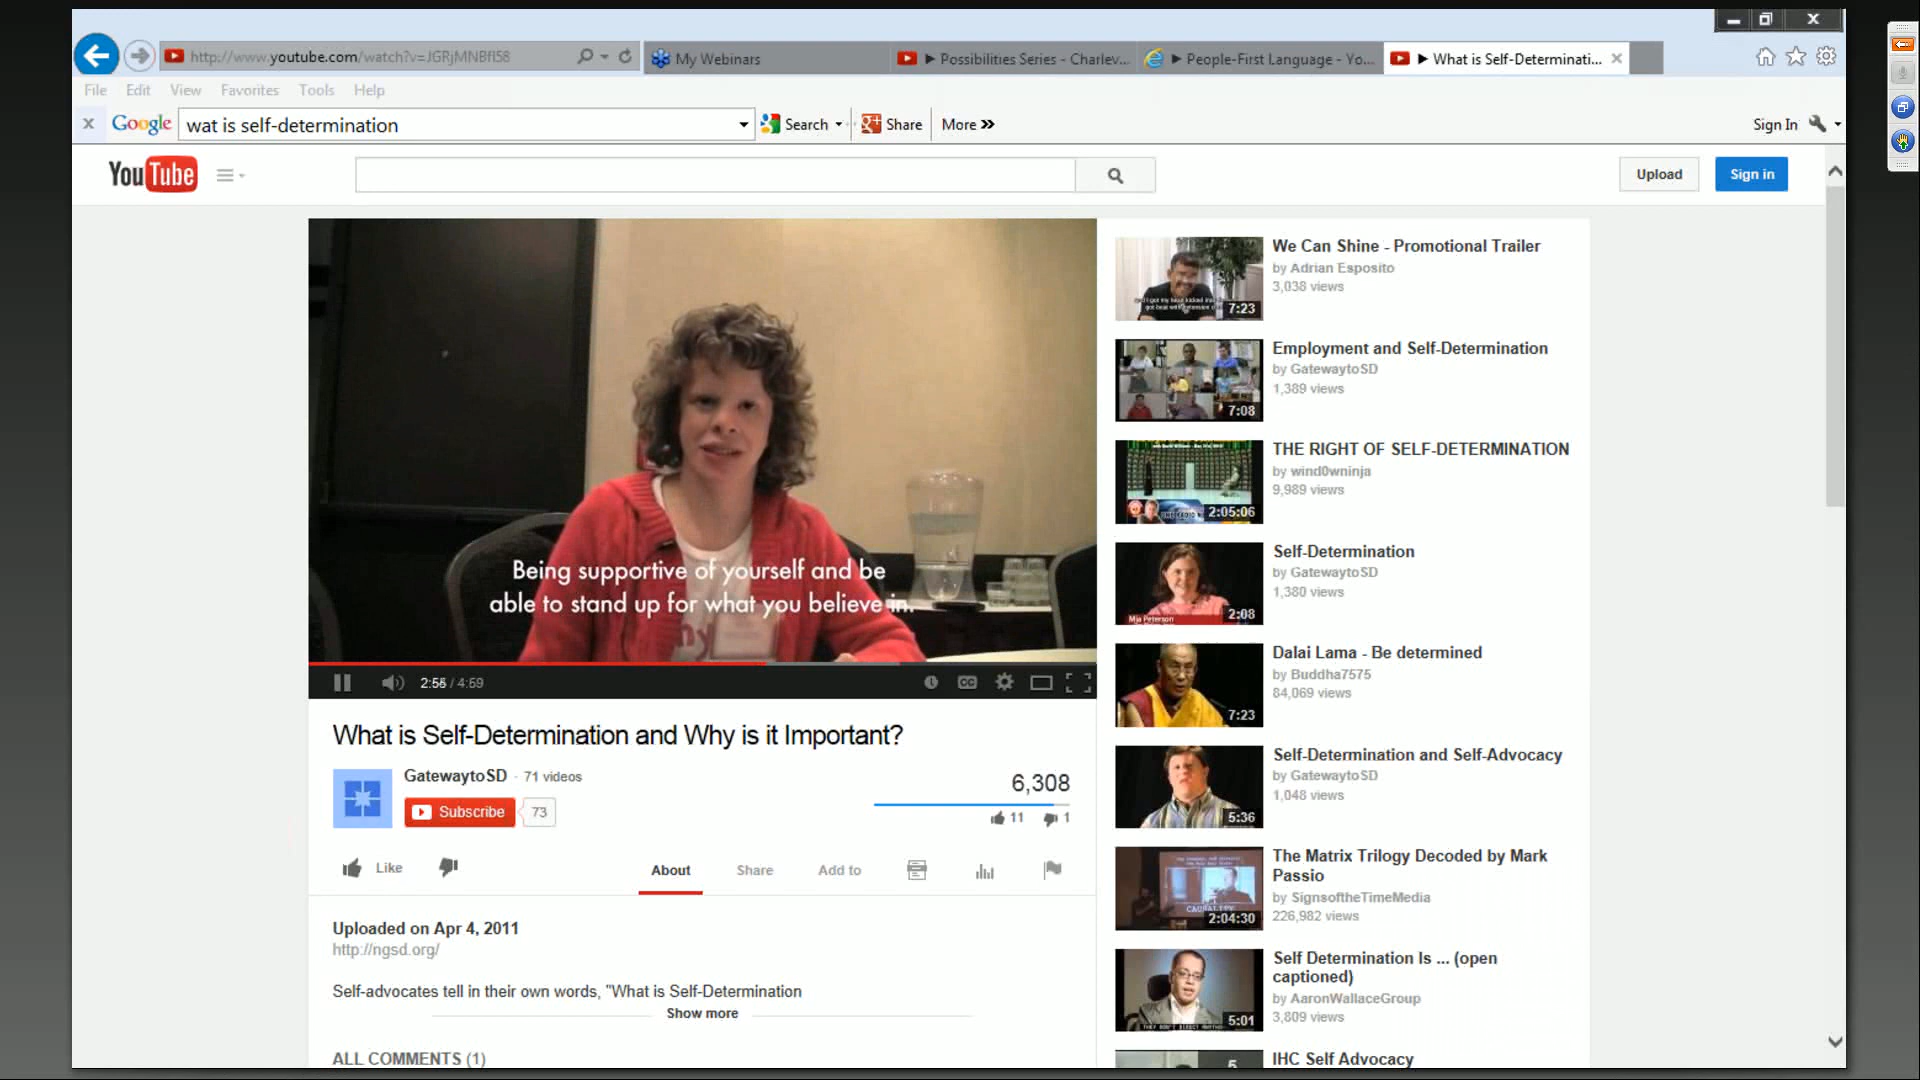 http://www.youtube.com/watch?v=JGRjMNBfI58
My Webinars
Possibilities Series - Charlev...
People-First Language - Yo...
What is Self-Determinati...
File Edit View Favorites Tools Help
Google
wat is self-determination
Search
Share
More
Sign In
YouTube
Upload
Sign in
Being supportive of yourself and be
able to stand up for what you believe in.
2:56 / 4:59
CC
What is Self-Determination and Why is it Important?
GatewaytoSD · 71 videos
Subscribe
73
6,308
11
1
Like
About
Share
Add to
Uploaded on Apr 4, 2011
http://ngsd.org/
Self-advocates tell in their own words, "What is Self-Determination
Show more
ALL COMMENTS (1)
We Can Shine - Promotional Trailer
by Adrian Esposito
3,038 views
7:23
Employment and Self-Determination
by GatewaytoSD
1,389 views
7:08
THE RIGHT OF SELF-DETERMINATION
by wind0wninja
9,989 views
2:05:06
Self-Determination
by GatewaytoSD
1,380 views
Mia Peterson
2:08
Dalai Lama - Be determined
by Buddha7575
84,069 views
7:23
Self-Determination and Self-Advocacy
by GatewaytoSD
1,048 views
5:36
The Matrix Trilogy Decoded by Mark
Passio
by SignsoftheTimeMedia
226,982 views
CAUSALITY
2:04:30
Self Determination Is ... (open
captioned)
by AaronWallaceGroup
3,809 views
5:01
IHC Self Advocacy